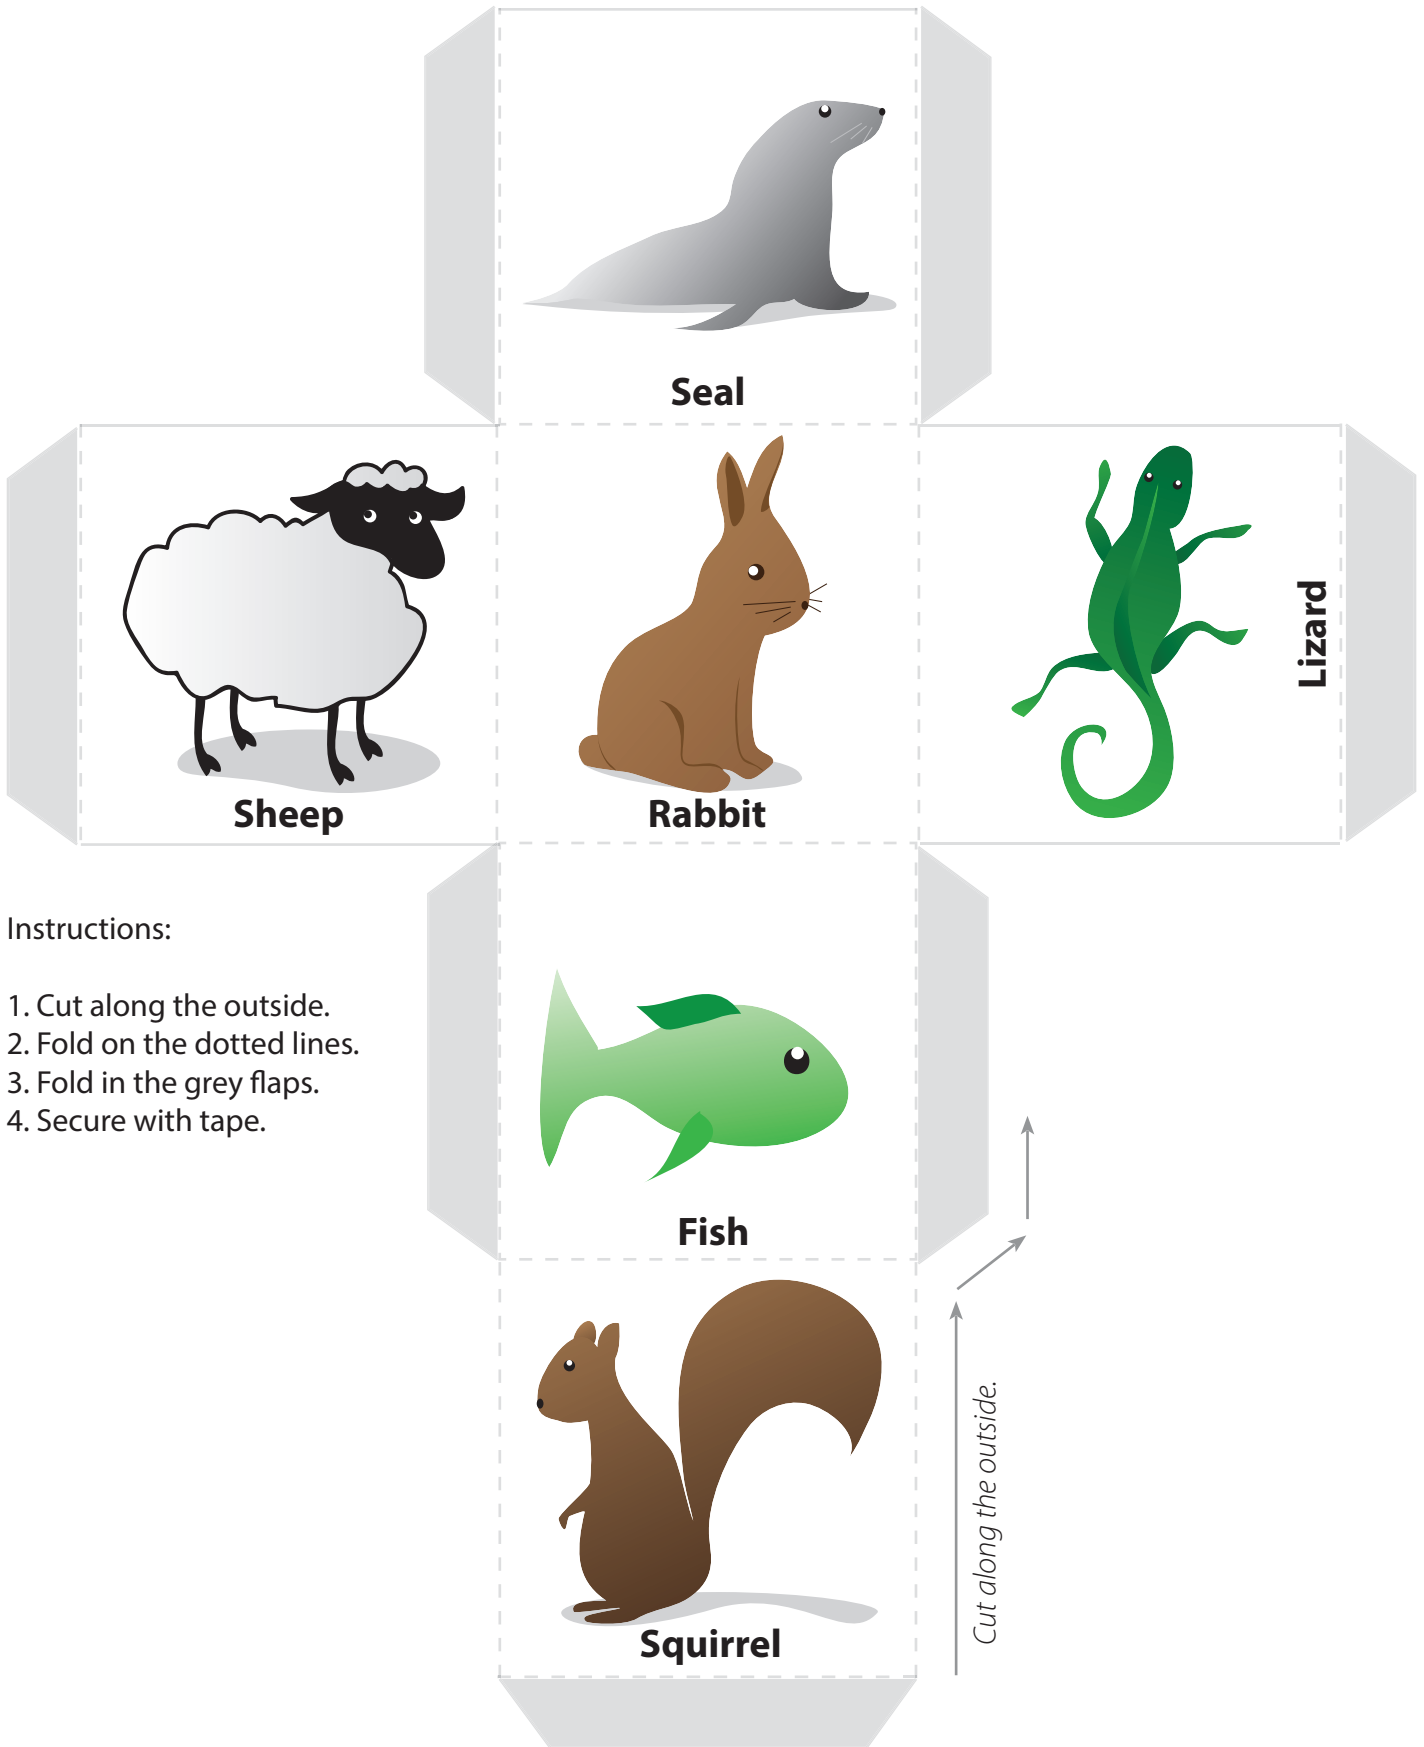 Seal
Sheep
Rabbit
Lizard
Instructions:
1. Cut along the outside.
2. Fold on the dotted lines.
3. Fold in the grey flaps.
4. Secure with tape.
Fish
Cut along the outside.
Squirrel